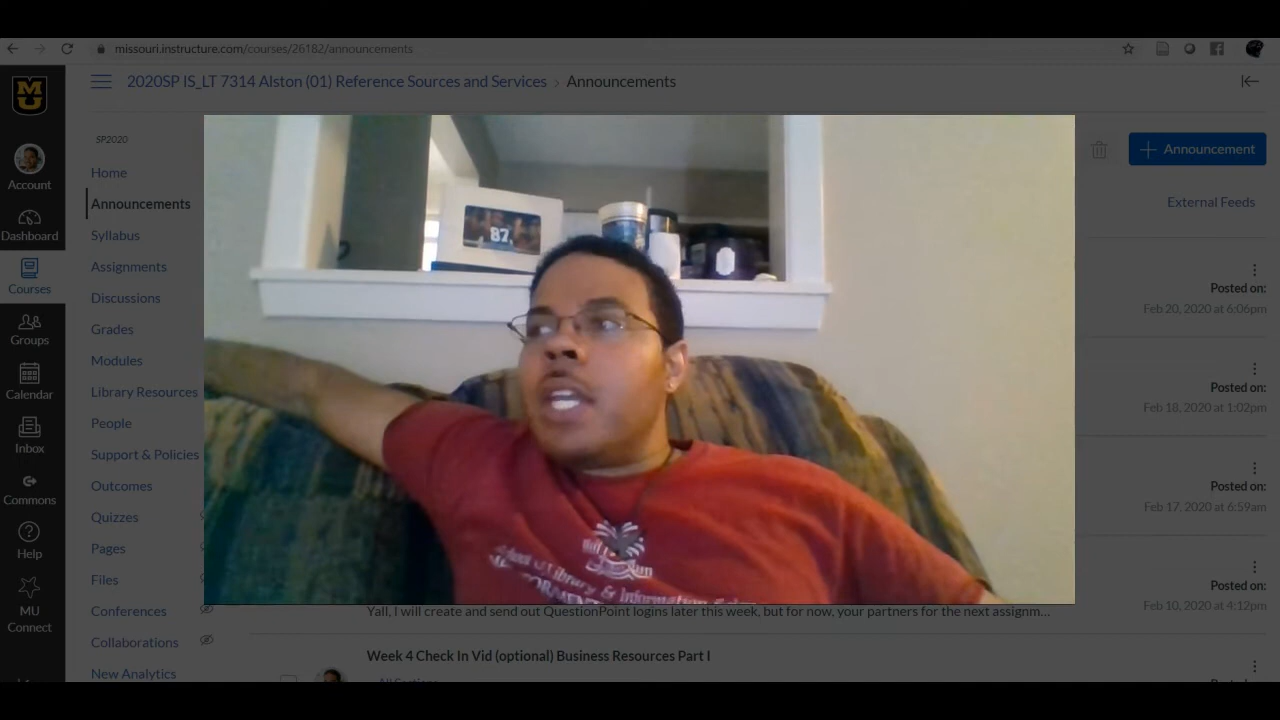 missouri.instructure.com/courses/26182/announcements
2020SP IS_LT 7314 Alston (01) Reference Sources and Services › Announcements
MU
SP2020
Announcement
External Feeds
Account
Dashboard
Courses
Groups
Calendar
Inbox
Commons
Help
MU
Connect
Home
Announcements
Syllabus
Assignments
Discussions
Grades
Modules
Library Resources
People
Support & Policies
Outcomes
Quizzes
Pages
Files
Conferences
Collaborations
New Analytics
87
Library & Information
Posted on:
Feb 20, 2020 at 6:06pm
Posted on:
Feb 18, 2020 at 1:02pm
Posted on:
Feb 17, 2020 at 6:59am
Posted on:
Feb 10, 2020 at 4:12pm
Yall, I will create and send out QuestionPoint logins later this week, but for now, your partners for the next assignm...
Week 4 Check In Vid (optional) Business Resources Part I